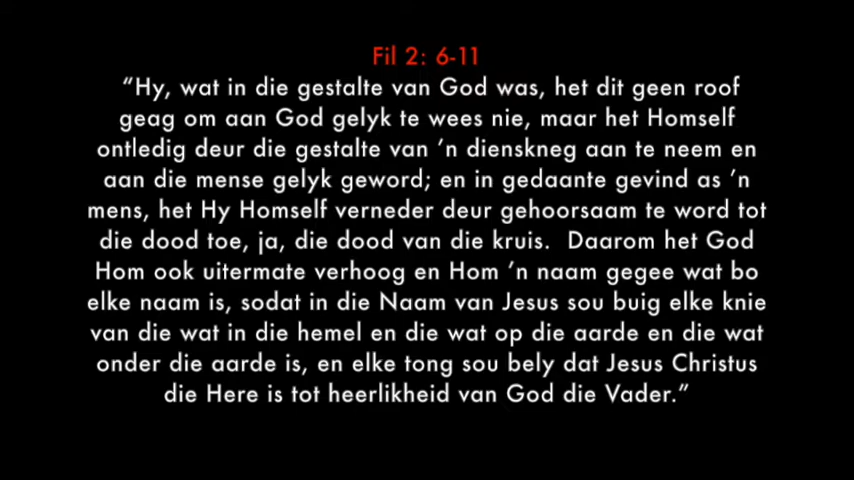 Fil 2: 6-11
“Hy, wat in die gestalte van God was, het dit geen roof
geag om aan God gelyk te wees nie, maar het Homself
ontledig deur die gestalte van ’n dienskneg aan te neem en
aan die mense gelyk geword; en in gedaante gevind as ’n
mens, het Hy Homself verneder deur gehoorsaam te word tot
die dood toe, ja, die dood van die kruis.  Daarom het God
Hom ook uitermate verhoog en Hom ’n naam gegee wat bo
elke naam is, sodat in die Naam van Jesus sou buig elke knie
van die wat in die hemel en die wat op die aarde en die wat
onder die aarde is, en elke tong sou bely dat Jesus Christus
die Here is tot heerlikheid van God die Vader.”